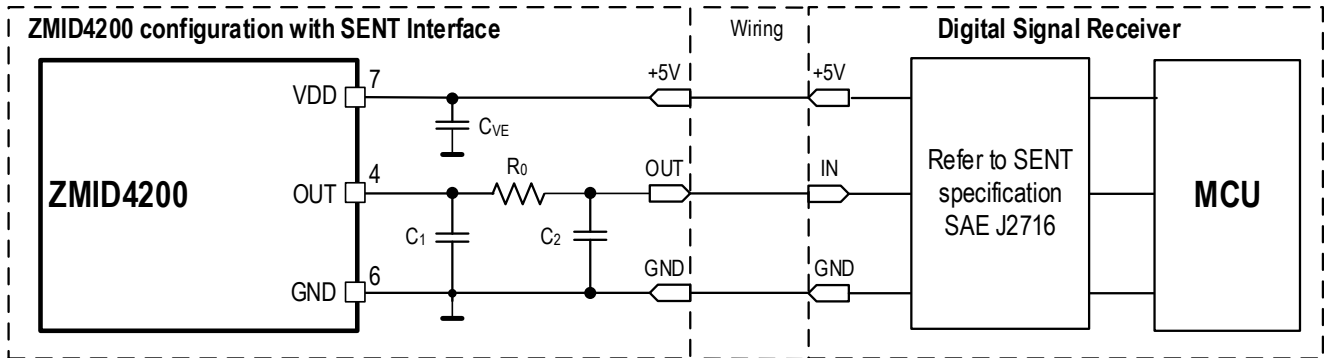 ZMID4200 configuration with SENT Interface
Wiring
Digital Signal Receiver
7
VDD
+5V
+5V
CVE
ZMID4200
4
OUT
R0
OUT
IN
C1
C2
6
GND
GND
GND
Refer to SENT
specification
SAE J2716
MCU